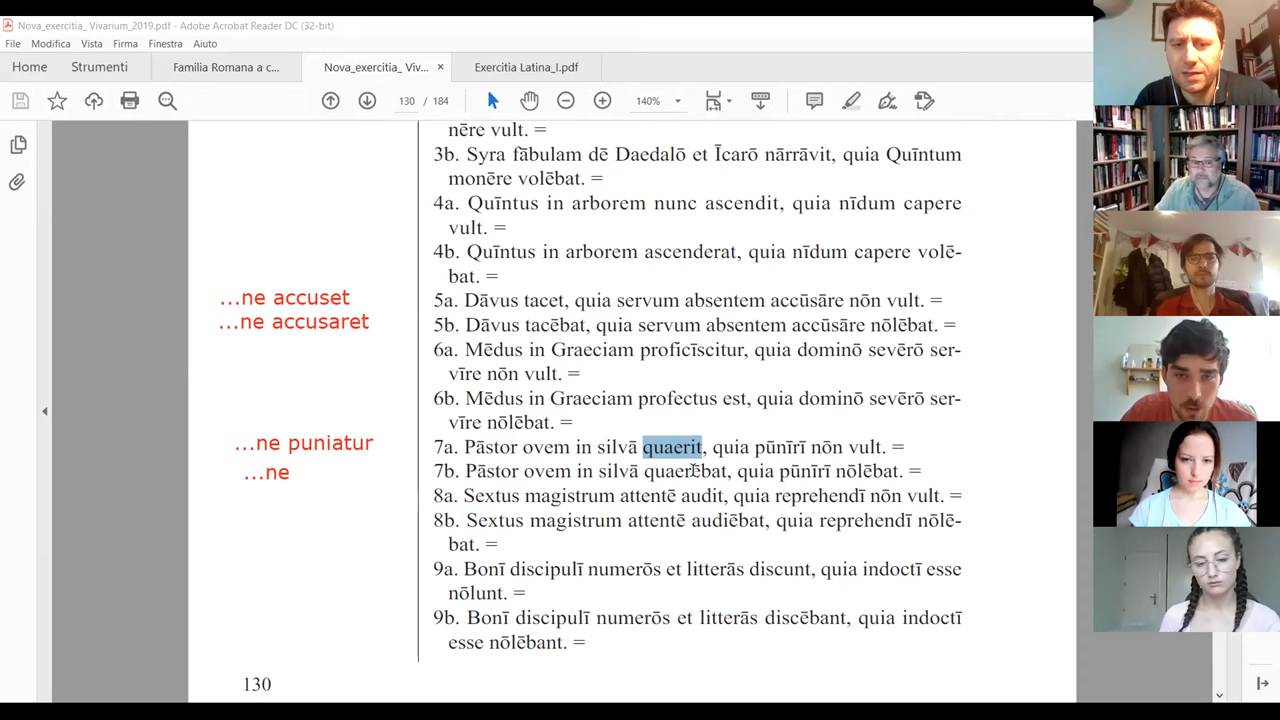 Nova_exercitia_ Vivarium_2019.pdf - Adobe Acrobat Reader DC (32-bit)
File Modifica Vista Firma Finestra Aiuto
Home Strumenti Familia Romana a c... Nova_exercitia_ Viv... × Exercitia Latina_I.pdf
130 / 184 140%
nēre vult. =
3b. Syra fābulam dē Daedalō et Īcarō nārrāvit, quia Quīntum
monēre volēbat. =
4a. Quīntus in arborem nunc ascendit, quia nīdum capere
vult. =
4b. Quīntus in arborem ascenderat, quia nīdum capere volē-
bat. =
...ne accuset
5a. Dāvus tacet, quia servum absentem accūsāre nōn vult. =
...ne accusaret
5b. Dāvus tacēbat, quia servum absentem accūsāre nōlēbat. =
6a. Mēdus in Graeciam proficīscitur, quia dominō sevērō ser-
vīre nōn vult. =
6b. Mēdus in Graeciam profectus est, quia dominō sevērō ser-
vīre nōlēbat. =
...ne puniatur
7a. Pāstor ovem in silvā quaerit, quia pūnīrī nōn vult. =
...ne
7b. Pāstor ovem in silvā quaerēbat, quia pūnīrī nōlēbat. =
8a. Sextus magistrum attentē audit, quia reprehendī nōn vult. =
8b. Sextus magistrum attentē audiēbat, quia reprehendī nōlē-
bat. =
9a. Bonī discipulī numerōs et litterās discunt, quia indoctī esse
nōlunt. =
9b. Bonī discipulī numerōs et litterās discēbant, quia indoctī
esse nōlēbant. =
130